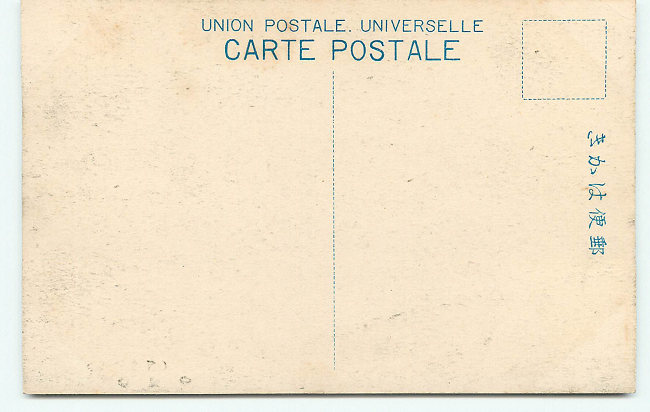 UNION POSTALE. UNIVERSELLE
CARTE POSTALE
郵便はかき